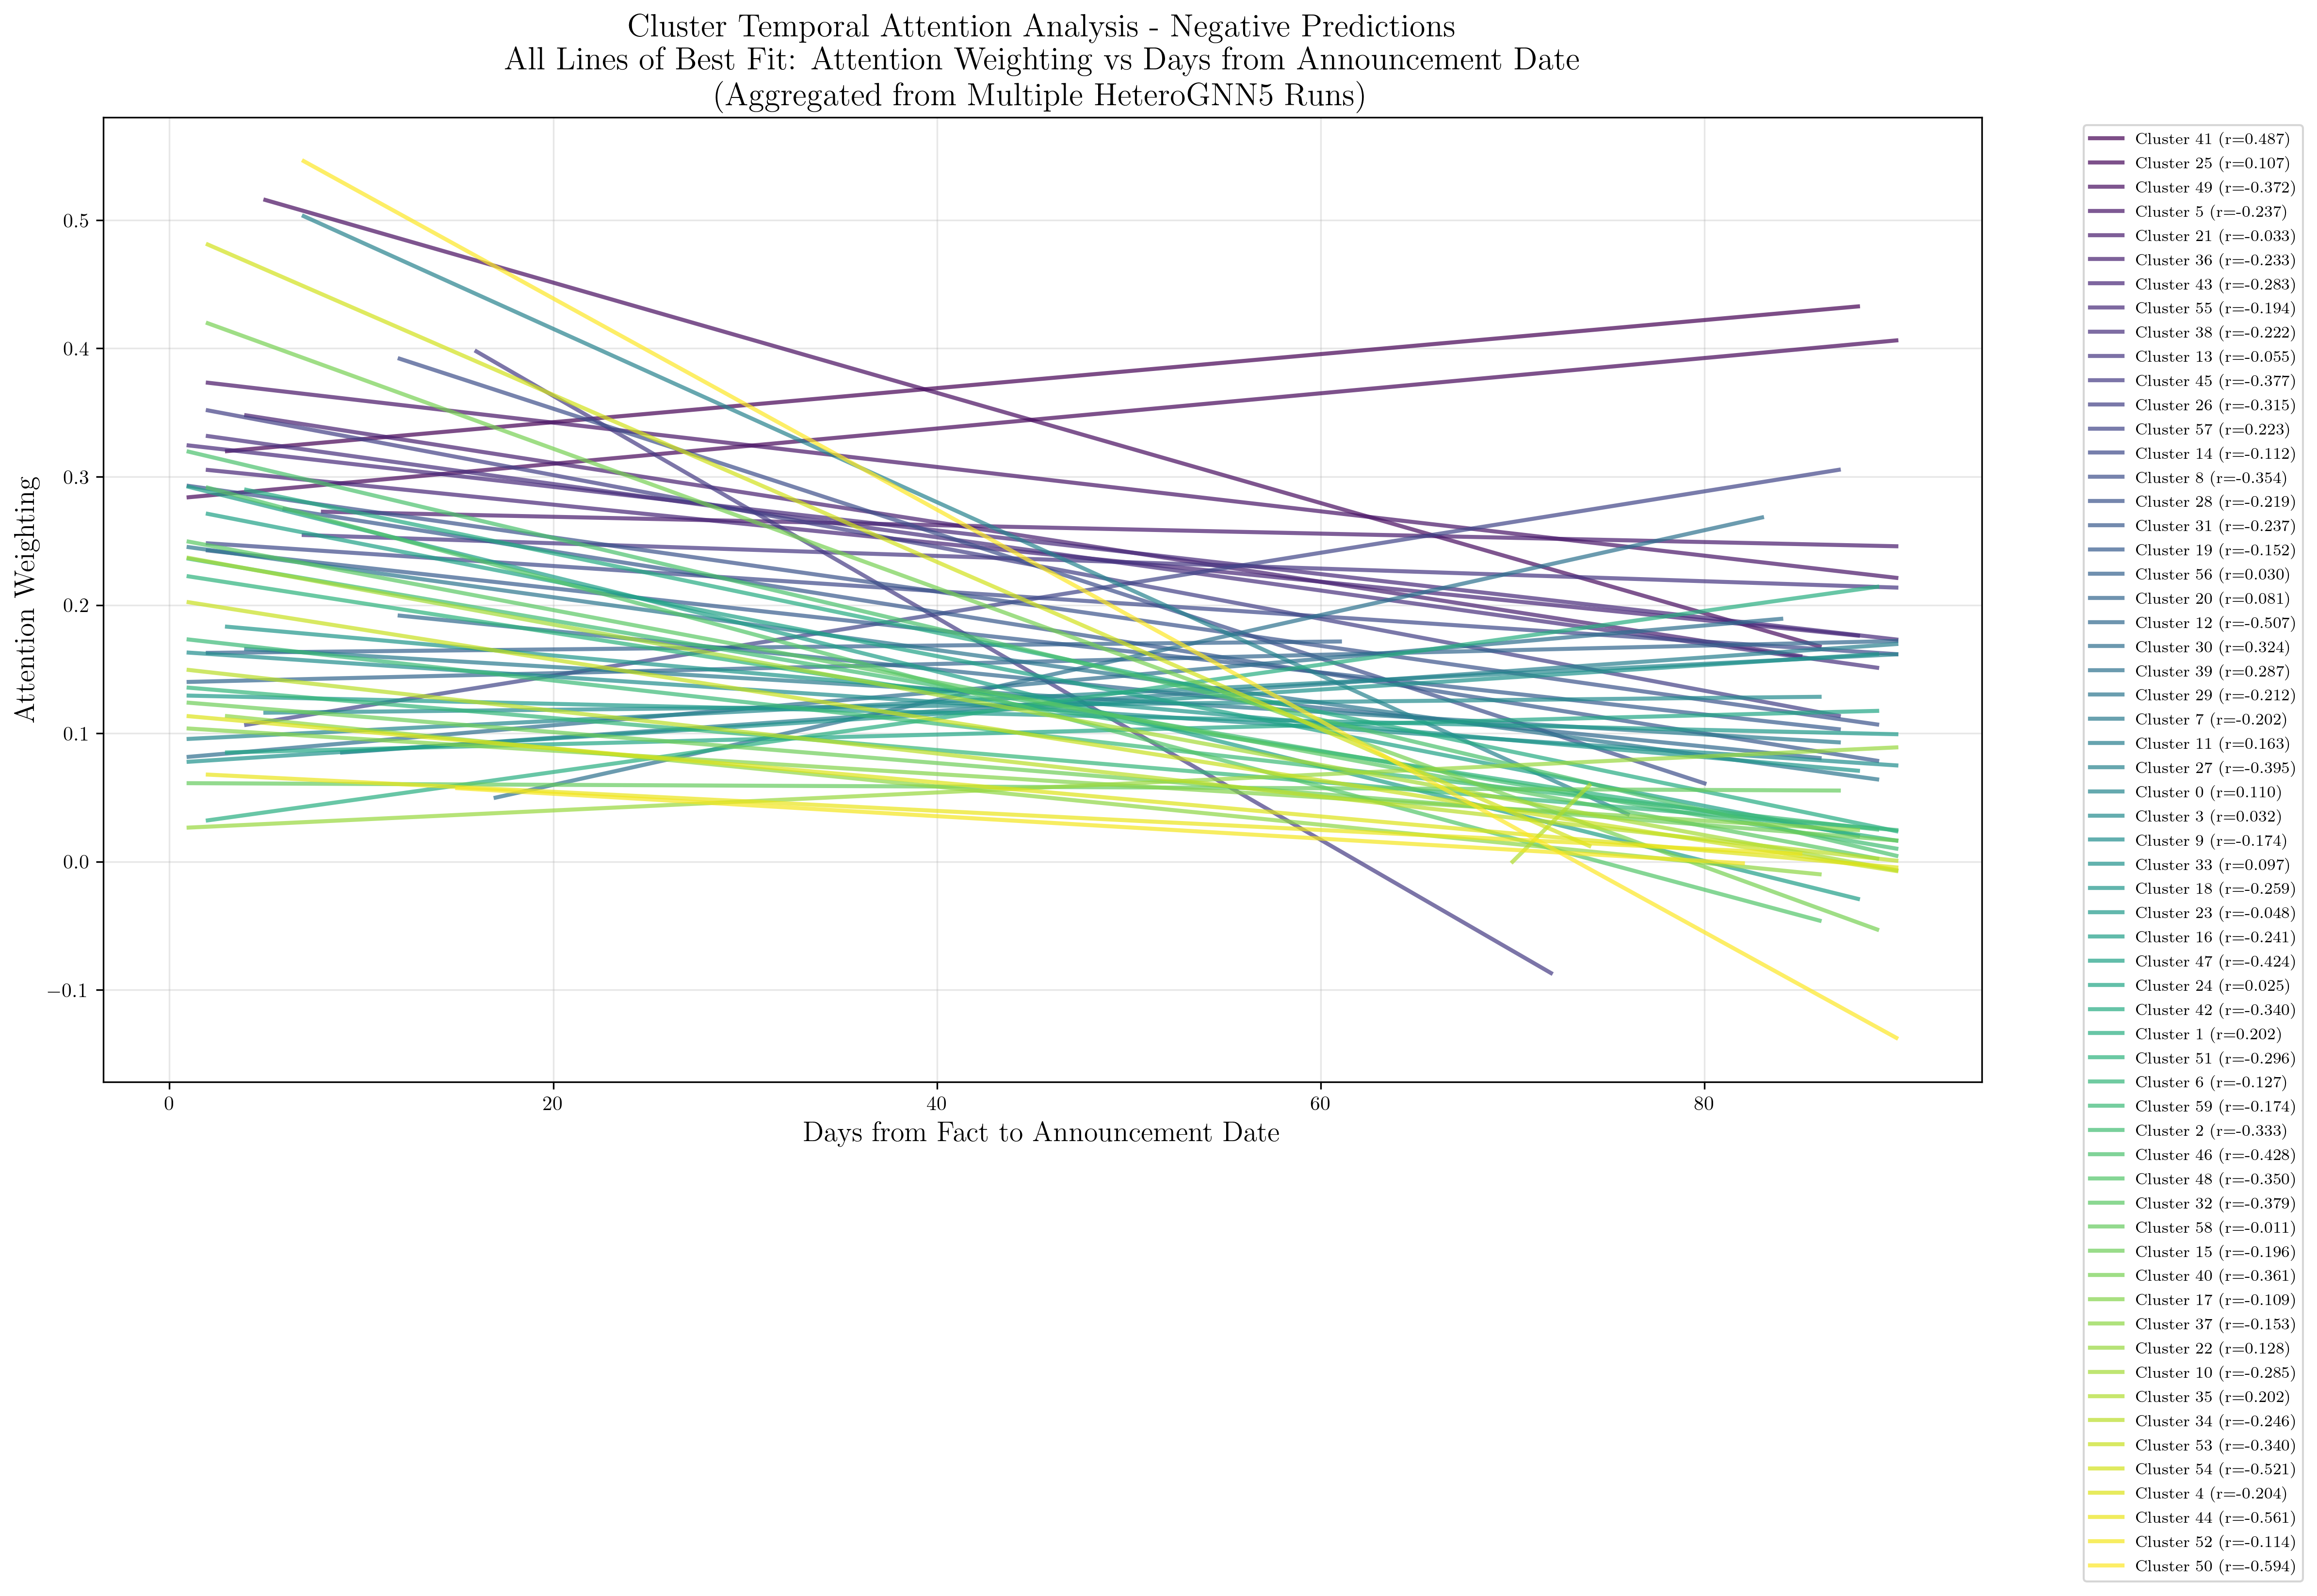 Cluster Temporal Attention Analysis - Negative Predictions
All Lines of Best Fit: Attention Weighting vs Days from Announcement Date
(Aggregated from Multiple HeteroGNN5 Runs)
Attention Weighting
0.5
0.4
0.3
0.2
0.1
0.0
−0.1
0
20
40
60
80
Days from Fact to Announcement Date
Cluster 41 (r=0.487)
Cluster 25 (r=0.107)
Cluster 49 (r=-0.372)
Cluster 5 (r=-0.237)
Cluster 21 (r=-0.033)
Cluster 36 (r=-0.233)
Cluster 43 (r=-0.283)
Cluster 55 (r=-0.194)
Cluster 38 (r=-0.222)
Cluster 13 (r=-0.055)
Cluster 45 (r=-0.377)
Cluster 26 (r=-0.315)
Cluster 57 (r=0.223)
Cluster 14 (r=-0.112)
Cluster 8 (r=-0.354)
Cluster 28 (r=-0.219)
Cluster 31 (r=-0.237)
Cluster 19 (r=-0.152)
Cluster 56 (r=0.030)
Cluster 20 (r=0.081)
Cluster 12 (r=-0.507)
Cluster 30 (r=0.324)
Cluster 39 (r=0.287)
Cluster 29 (r=-0.212)
Cluster 7 (r=-0.202)
Cluster 11 (r=0.163)
Cluster 27 (r=-0.395)
Cluster 0 (r=0.110)
Cluster 3 (r=0.032)
Cluster 9 (r=-0.174)
Cluster 33 (r=0.097)
Cluster 18 (r=-0.259)
Cluster 23 (r=-0.048)
Cluster 16 (r=-0.241)
Cluster 47 (r=-0.424)
Cluster 24 (r=0.025)
Cluster 42 (r=-0.340)
Cluster 1 (r=0.202)
Cluster 51 (r=-0.296)
Cluster 6 (r=-0.127)
Cluster 59 (r=-0.174)
Cluster 2 (r=-0.333)
Cluster 46 (r=-0.428)
Cluster 48 (r=-0.350)
Cluster 32 (r=-0.379)
Cluster 58 (r=-0.011)
Cluster 15 (r=-0.196)
Cluster 40 (r=-0.361)
Cluster 17 (r=-0.109)
Cluster 37 (r=-0.153)
Cluster 22 (r=0.128)
Cluster 10 (r=-0.285)
Cluster 35 (r=0.202)
Cluster 34 (r=-0.246)
Cluster 53 (r=-0.340)
Cluster 54 (r=-0.521)
Cluster 4 (r=-0.204)
Cluster 44 (r=-0.561)
Cluster 52 (r=-0.114)
Cluster 50 (r=-0.594)